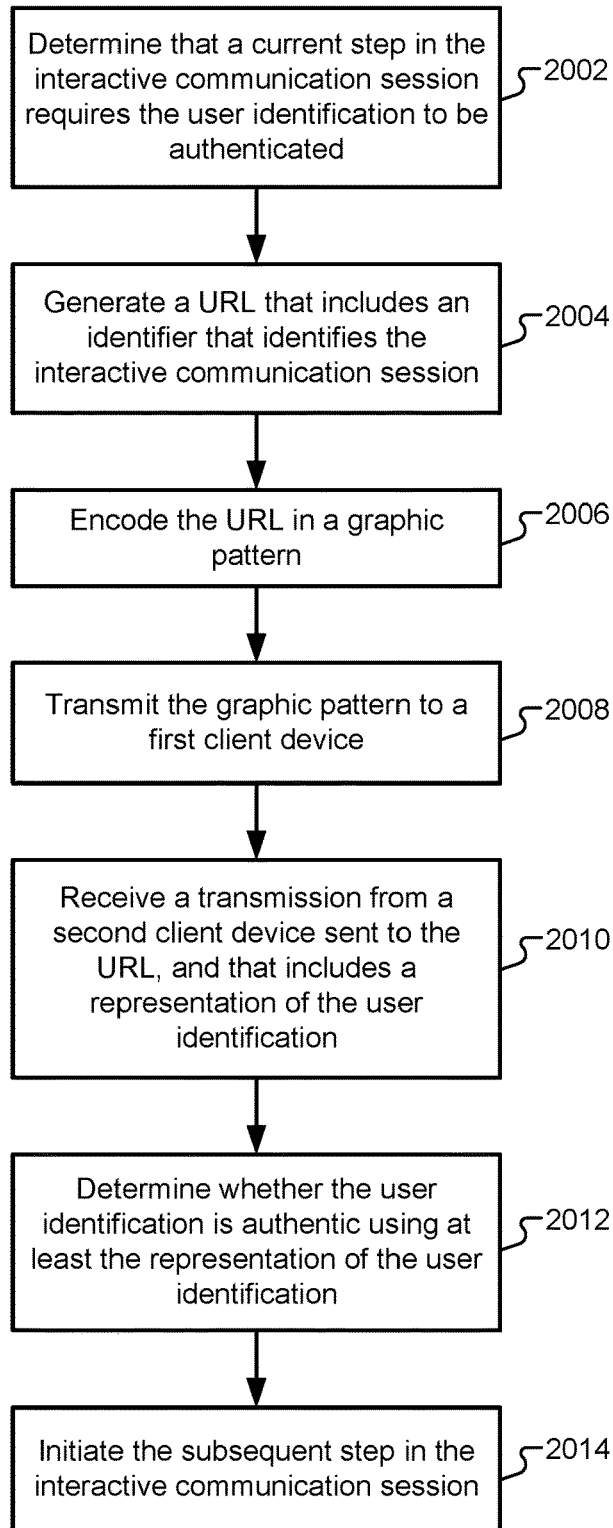 Determine that a current step in the
interactive communication session
requires the user identification to be
authenticated
2002
Generate a URL that includes an
identifier that identifies the
interactive communication session
2004
Encode the URL in a graphic
pattern
2006
Transmit the graphic pattern to a
first client device
2008
Receive a transmission from a
second client device sent to the
URL, and that includes a
representation of the user
identification
2010
Determine whether the user
identification is authentic using at
least the representation of the user
identification
2012
Initiate the subsequent step in the
interactive communication session
2014